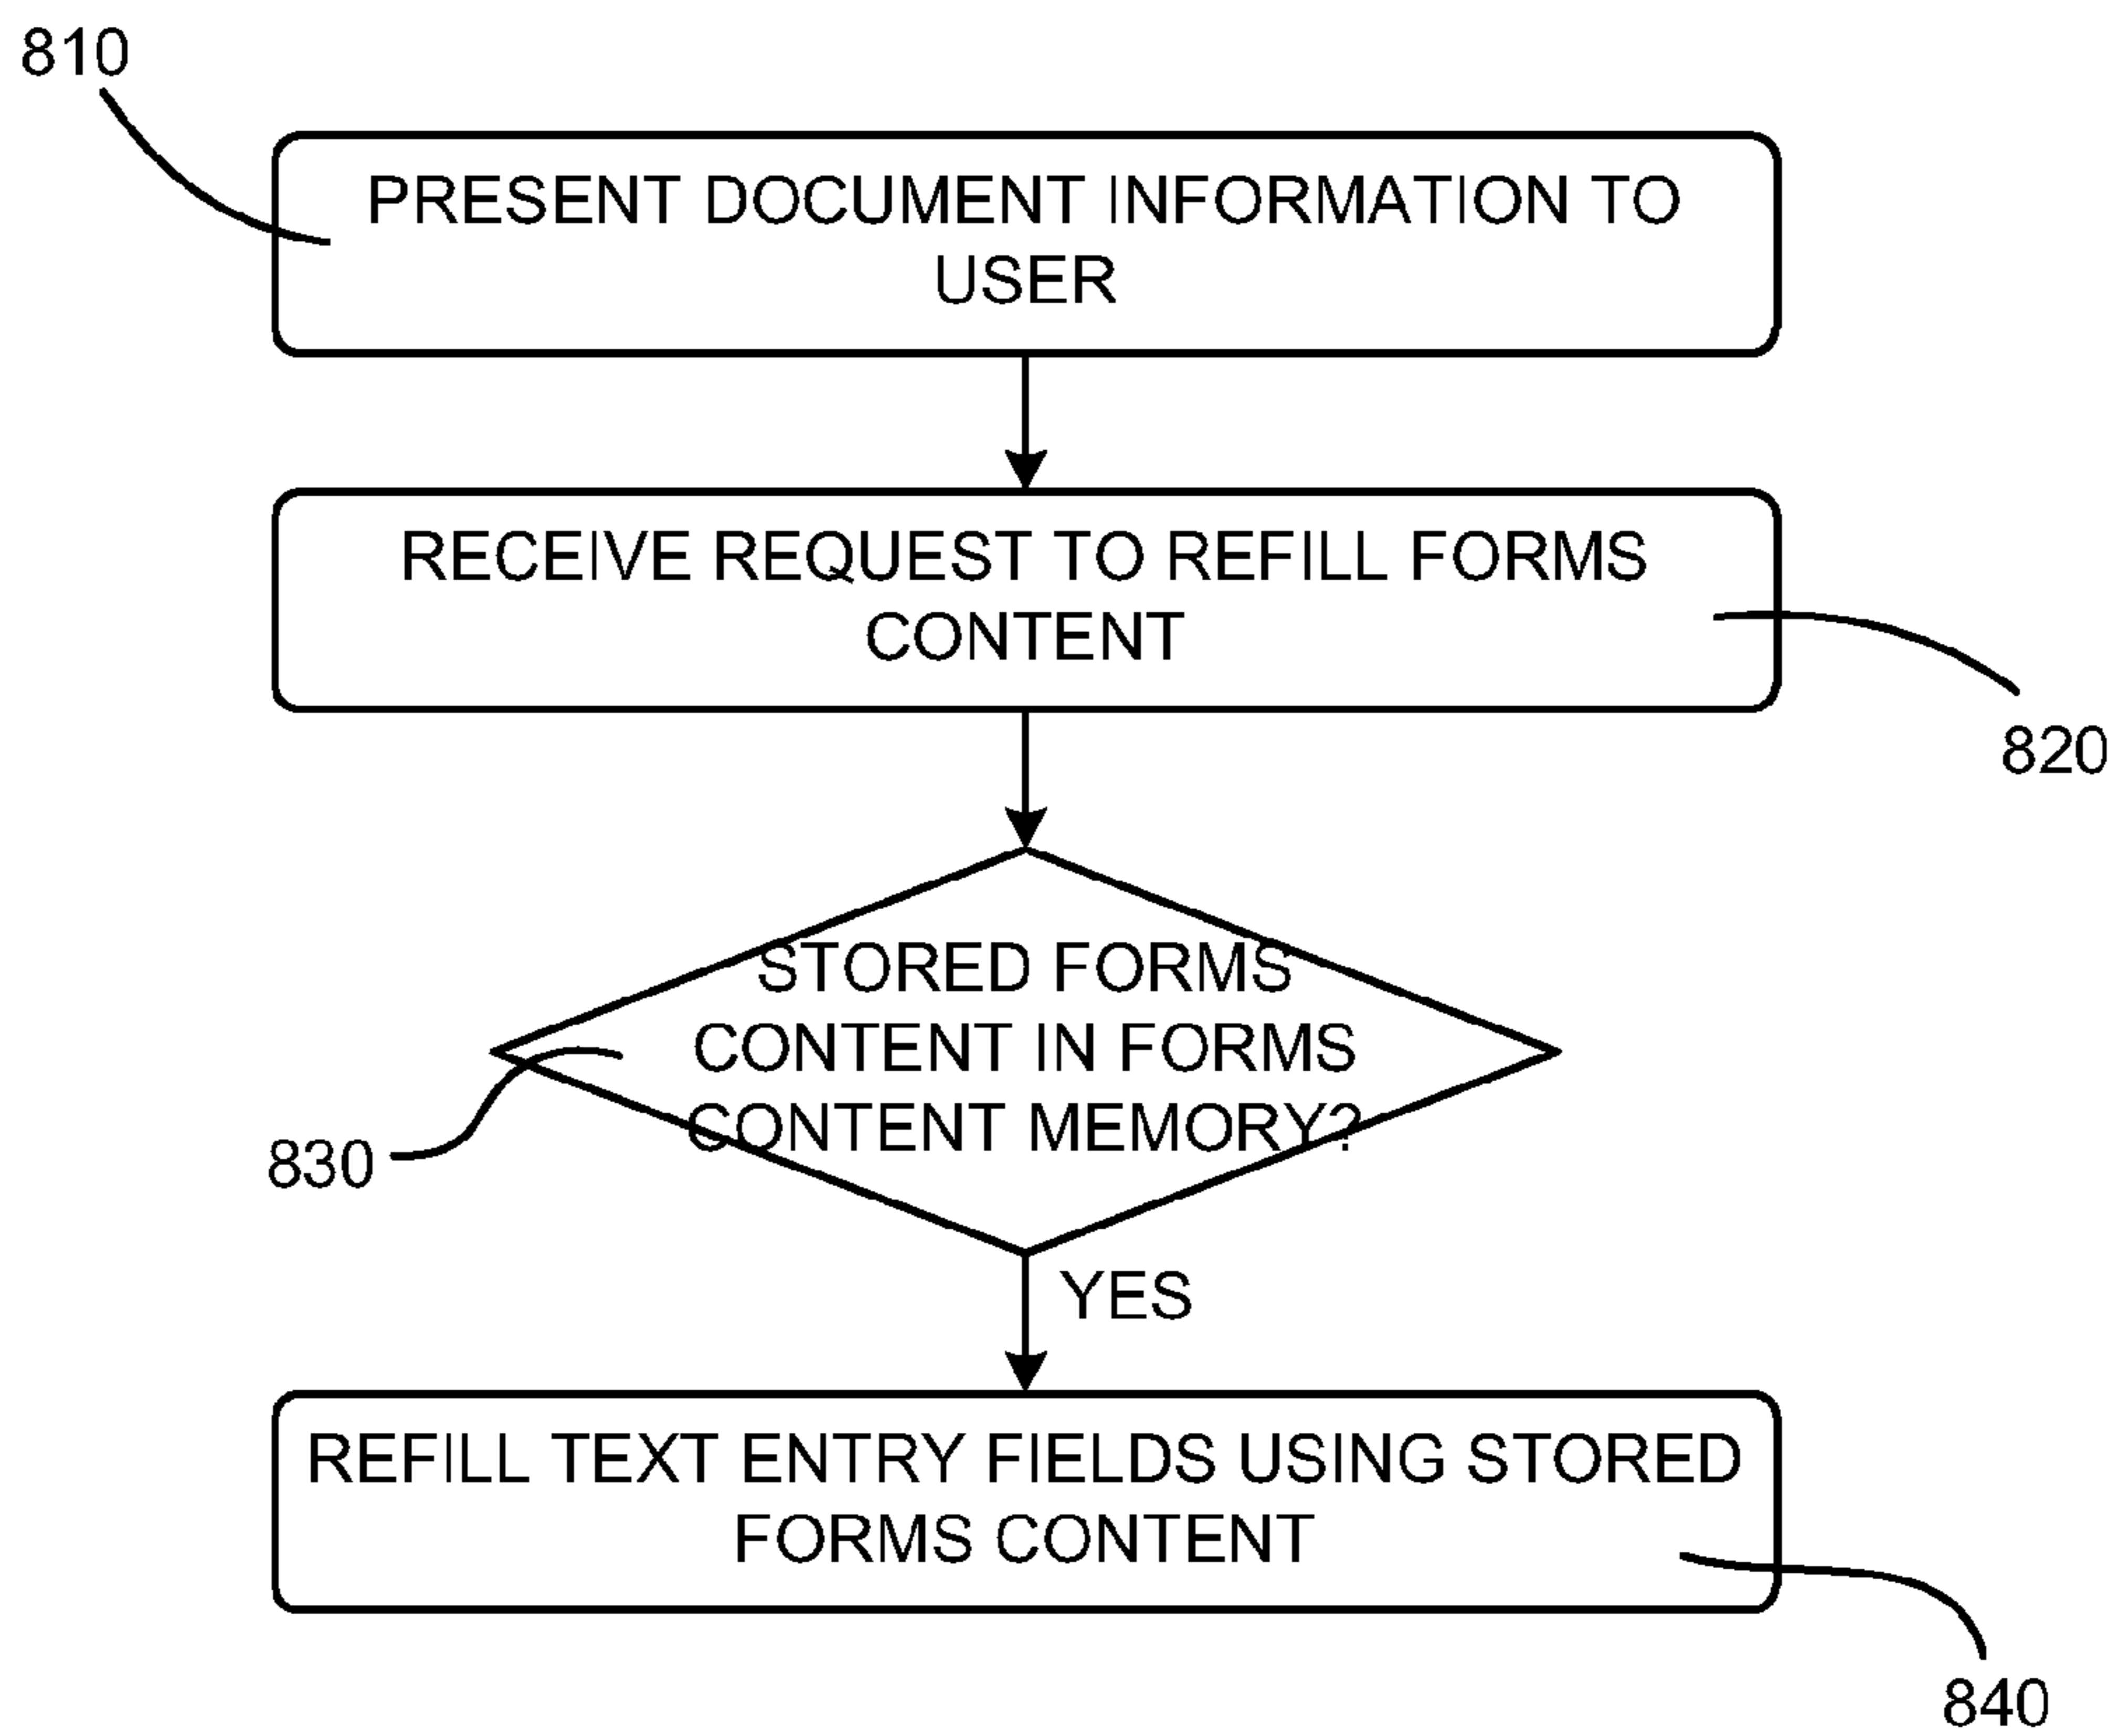 810
PRESENT DOCUMENT INFORMATION TO
USER
RECEIVE REQUEST TO REFILL FORMS
CONTENT
820
STORED FORMS
CONTENT IN FORMS
CONTENT MEMORY?
830
YES
REFILL TEXT ENTRY FIELDS USING STORED
FORMS CONTENT
840